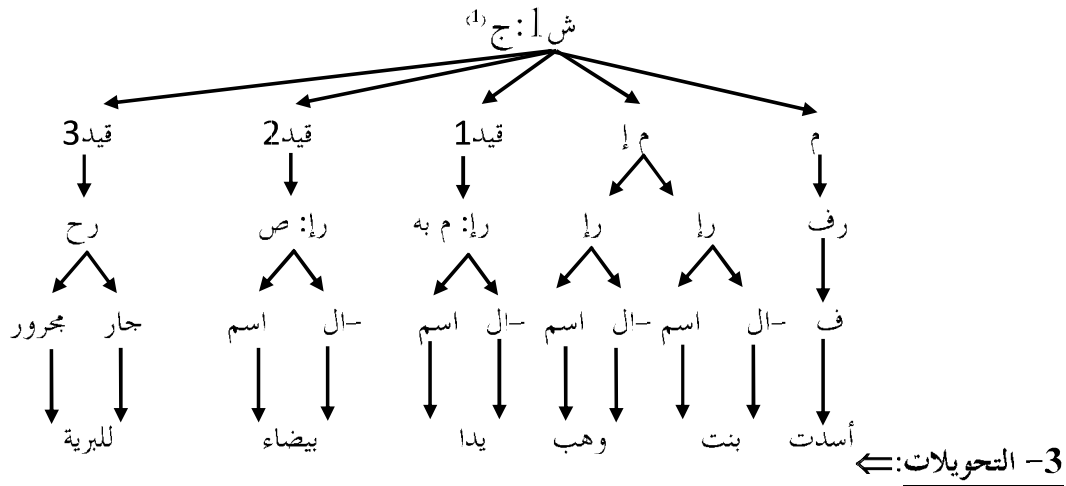 ش1:ج (1)
م م إ قيد1 قيد2 قيد3
رف رإ رإ رإ: م به رإ: ص رح
ف -ال اسم -ال اسم -ال اسم -ال اسم جار مجرور
أسدت بنت وهب يدا بيضاء للبرية
3- التحويلات:⇐